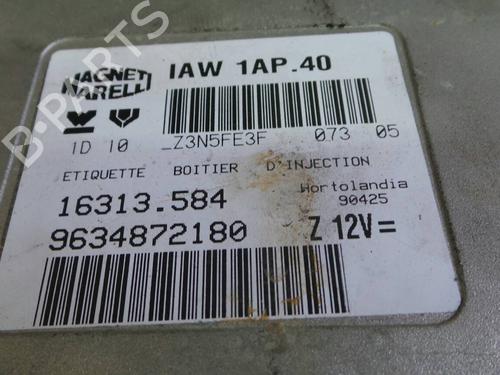 MAGNETI MARELLI
IAW 1AP.40
1D 10
_Z3N5FE3F 073 05
ETIQUETTE BOITIER D'INJECTION
16313.584
Hortolandia
90425
9634872180
Z 12V=
B-PARTS